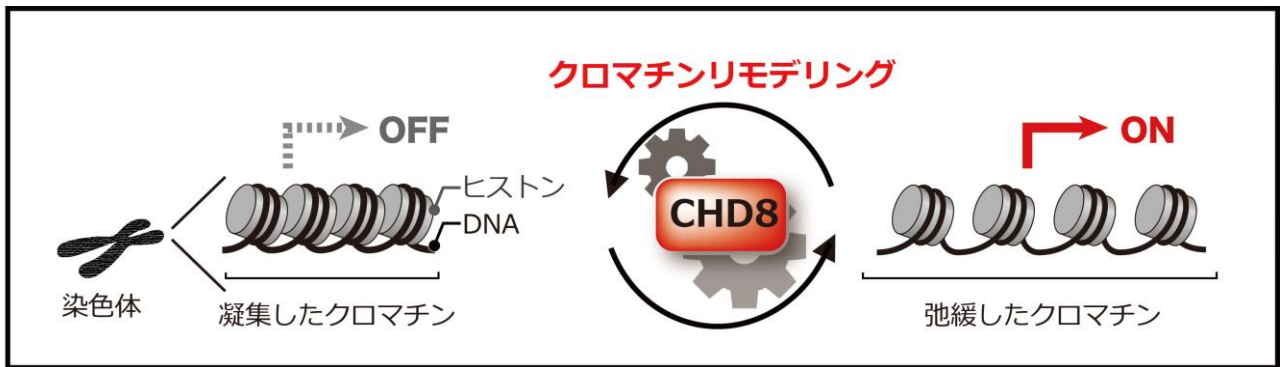 クロマチンリモデリング
OFF
ON
ヒストン
DNA
CHD8
染色体
凝集したクロマチン
弛緩したクロマチン